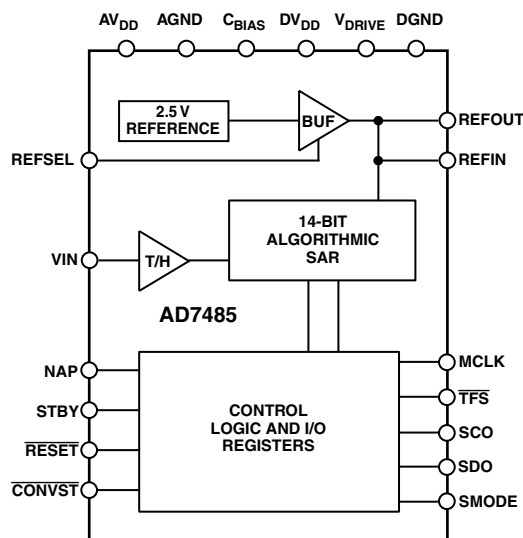 AVDD AGND CBIAS DVDD VDRIVE DGND
2.5 V
REFERENCE
BUF
REFOUT
REFSEL
REFIN
14-BIT
ALGORITHMIC
SAR
VIN
T/H
AD7485
NAP
STBY
RESET
CONVST
CONTROL
LOGIC AND I/O
REGISTERS
MCLK
TFS
SCO
SDO
SMODE